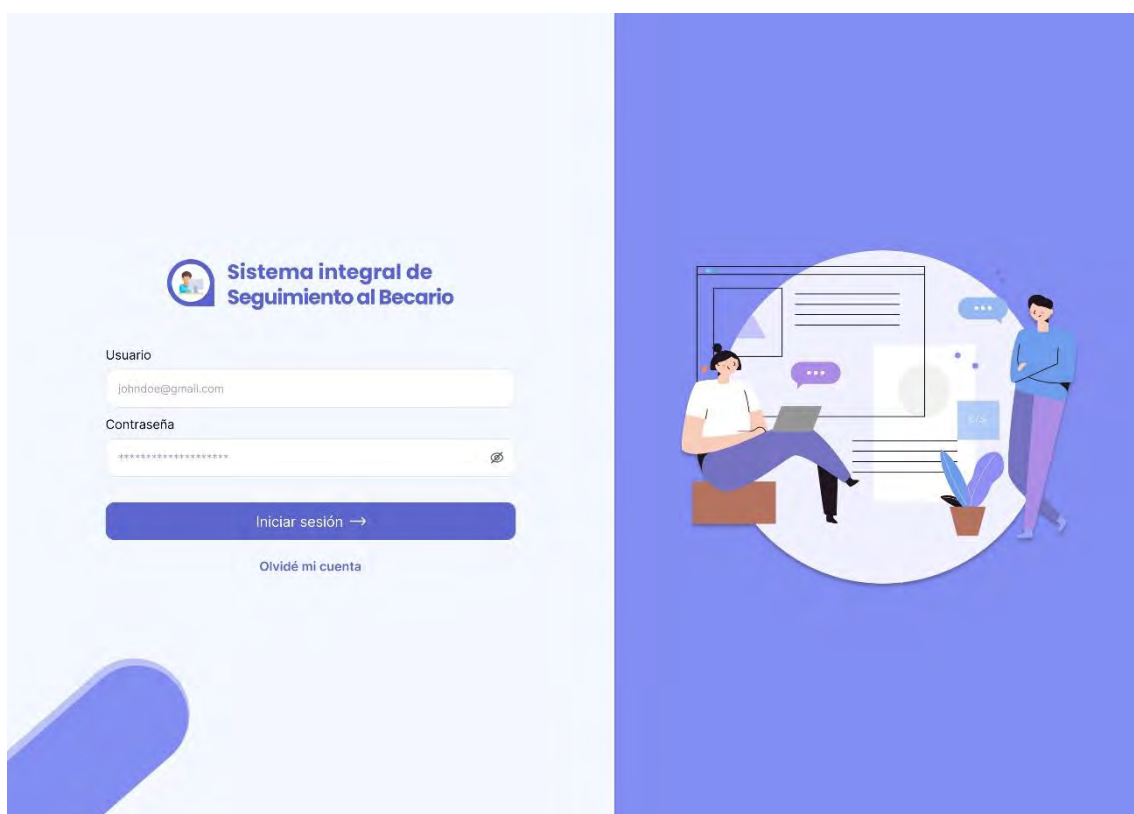 Sistema integral de
Seguimiento al Becario
Usuario
johndoe@gmail.com
Contraseña
********************
Iniciar sesión →
Olvidé mi cuenta